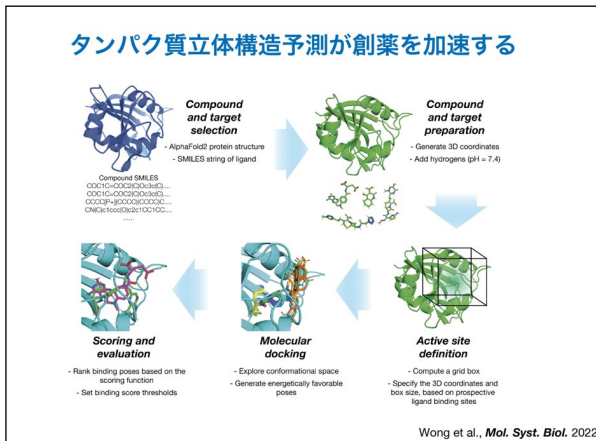 タンパク質立体構造予測が創薬を加速する
Compound
and target
selection
- AlphaFold2 protein structure
- SMILES string of ligand
Compound SMILES
COC1C=COC2(C)Oc3c(C)....
COC1C=COC2(C)Oc3c(C)....
CCCC[P+](CCCC)(CCCC)C....
CN(C)c1ccc(O)c2c1CC1CC....
......
Compound
and target
preparation
- Generate 3D coordinates
- Add hydrogens (pH = 7.4)
Scoring and
evaluation
- Rank binding poses based on the
scoring function
- Set binding score thresholds
Molecular
docking
- Explore conformational space
- Generate energetically favorable
poses
Active site
definition
- Compute a grid box
- Specify the 3D coordinates and
box size, based on prospective
ligand binding sites
Wong et al., Mol. Syst. Biol. 2022